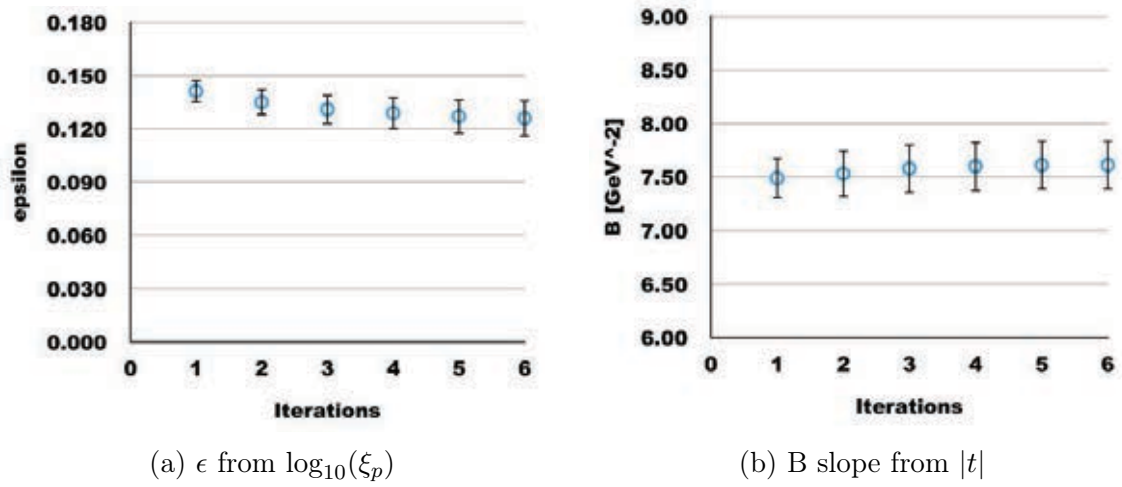 0.180
0.150
0.120
0.090
0.060
0.030
0.000
epsilon
0 1 2 3 4 5 6
Iterations
(a) ϵ from log₁₀(ξₚ)
9.00
8.50
8.00
7.50
7.00
6.50
6.00
B [GeV^-2]
0 1 2 3 4 5 6
Iterations
(b) B slope from |t|